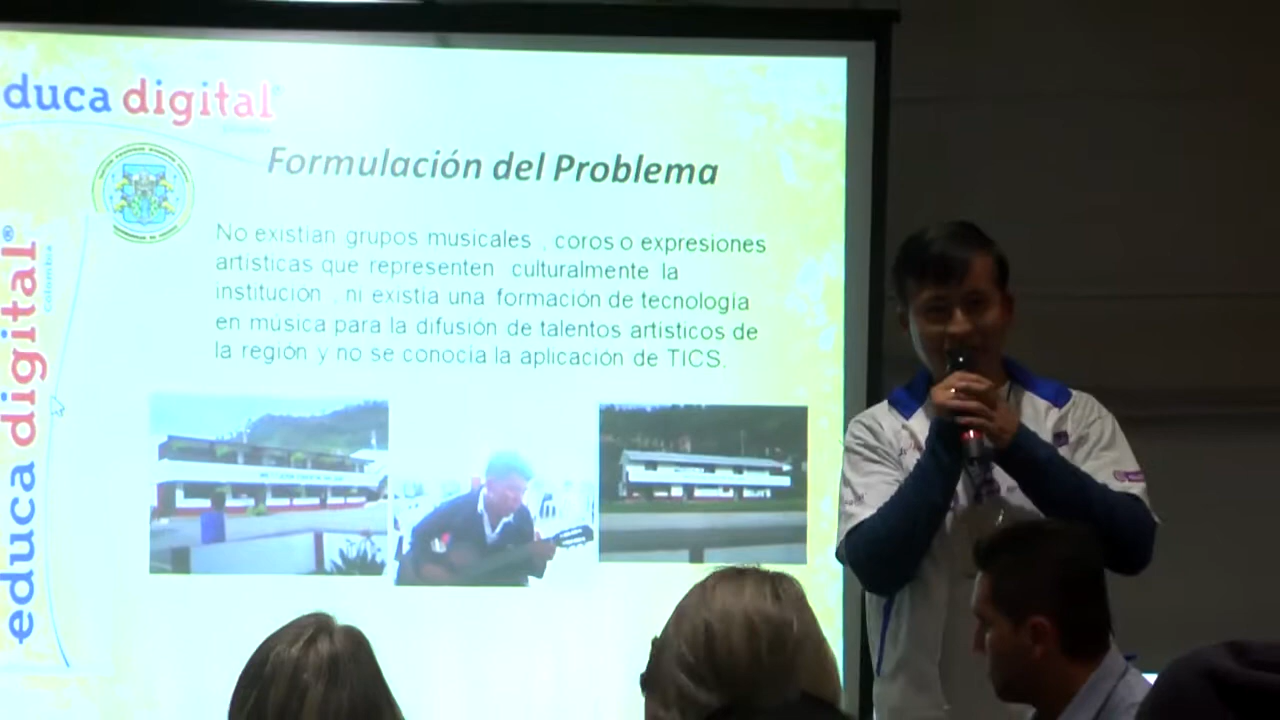 duca digital
Formulación del Problema
No existian grupos musicales , coros o expresiones
artisticas que representen culturalmente la
institucion , ni existia una formación de tecnologia
en música para la difusión de talentos artisticos de
la región y no se conocia la aplicación de TICS.
educa digital®
Colombia